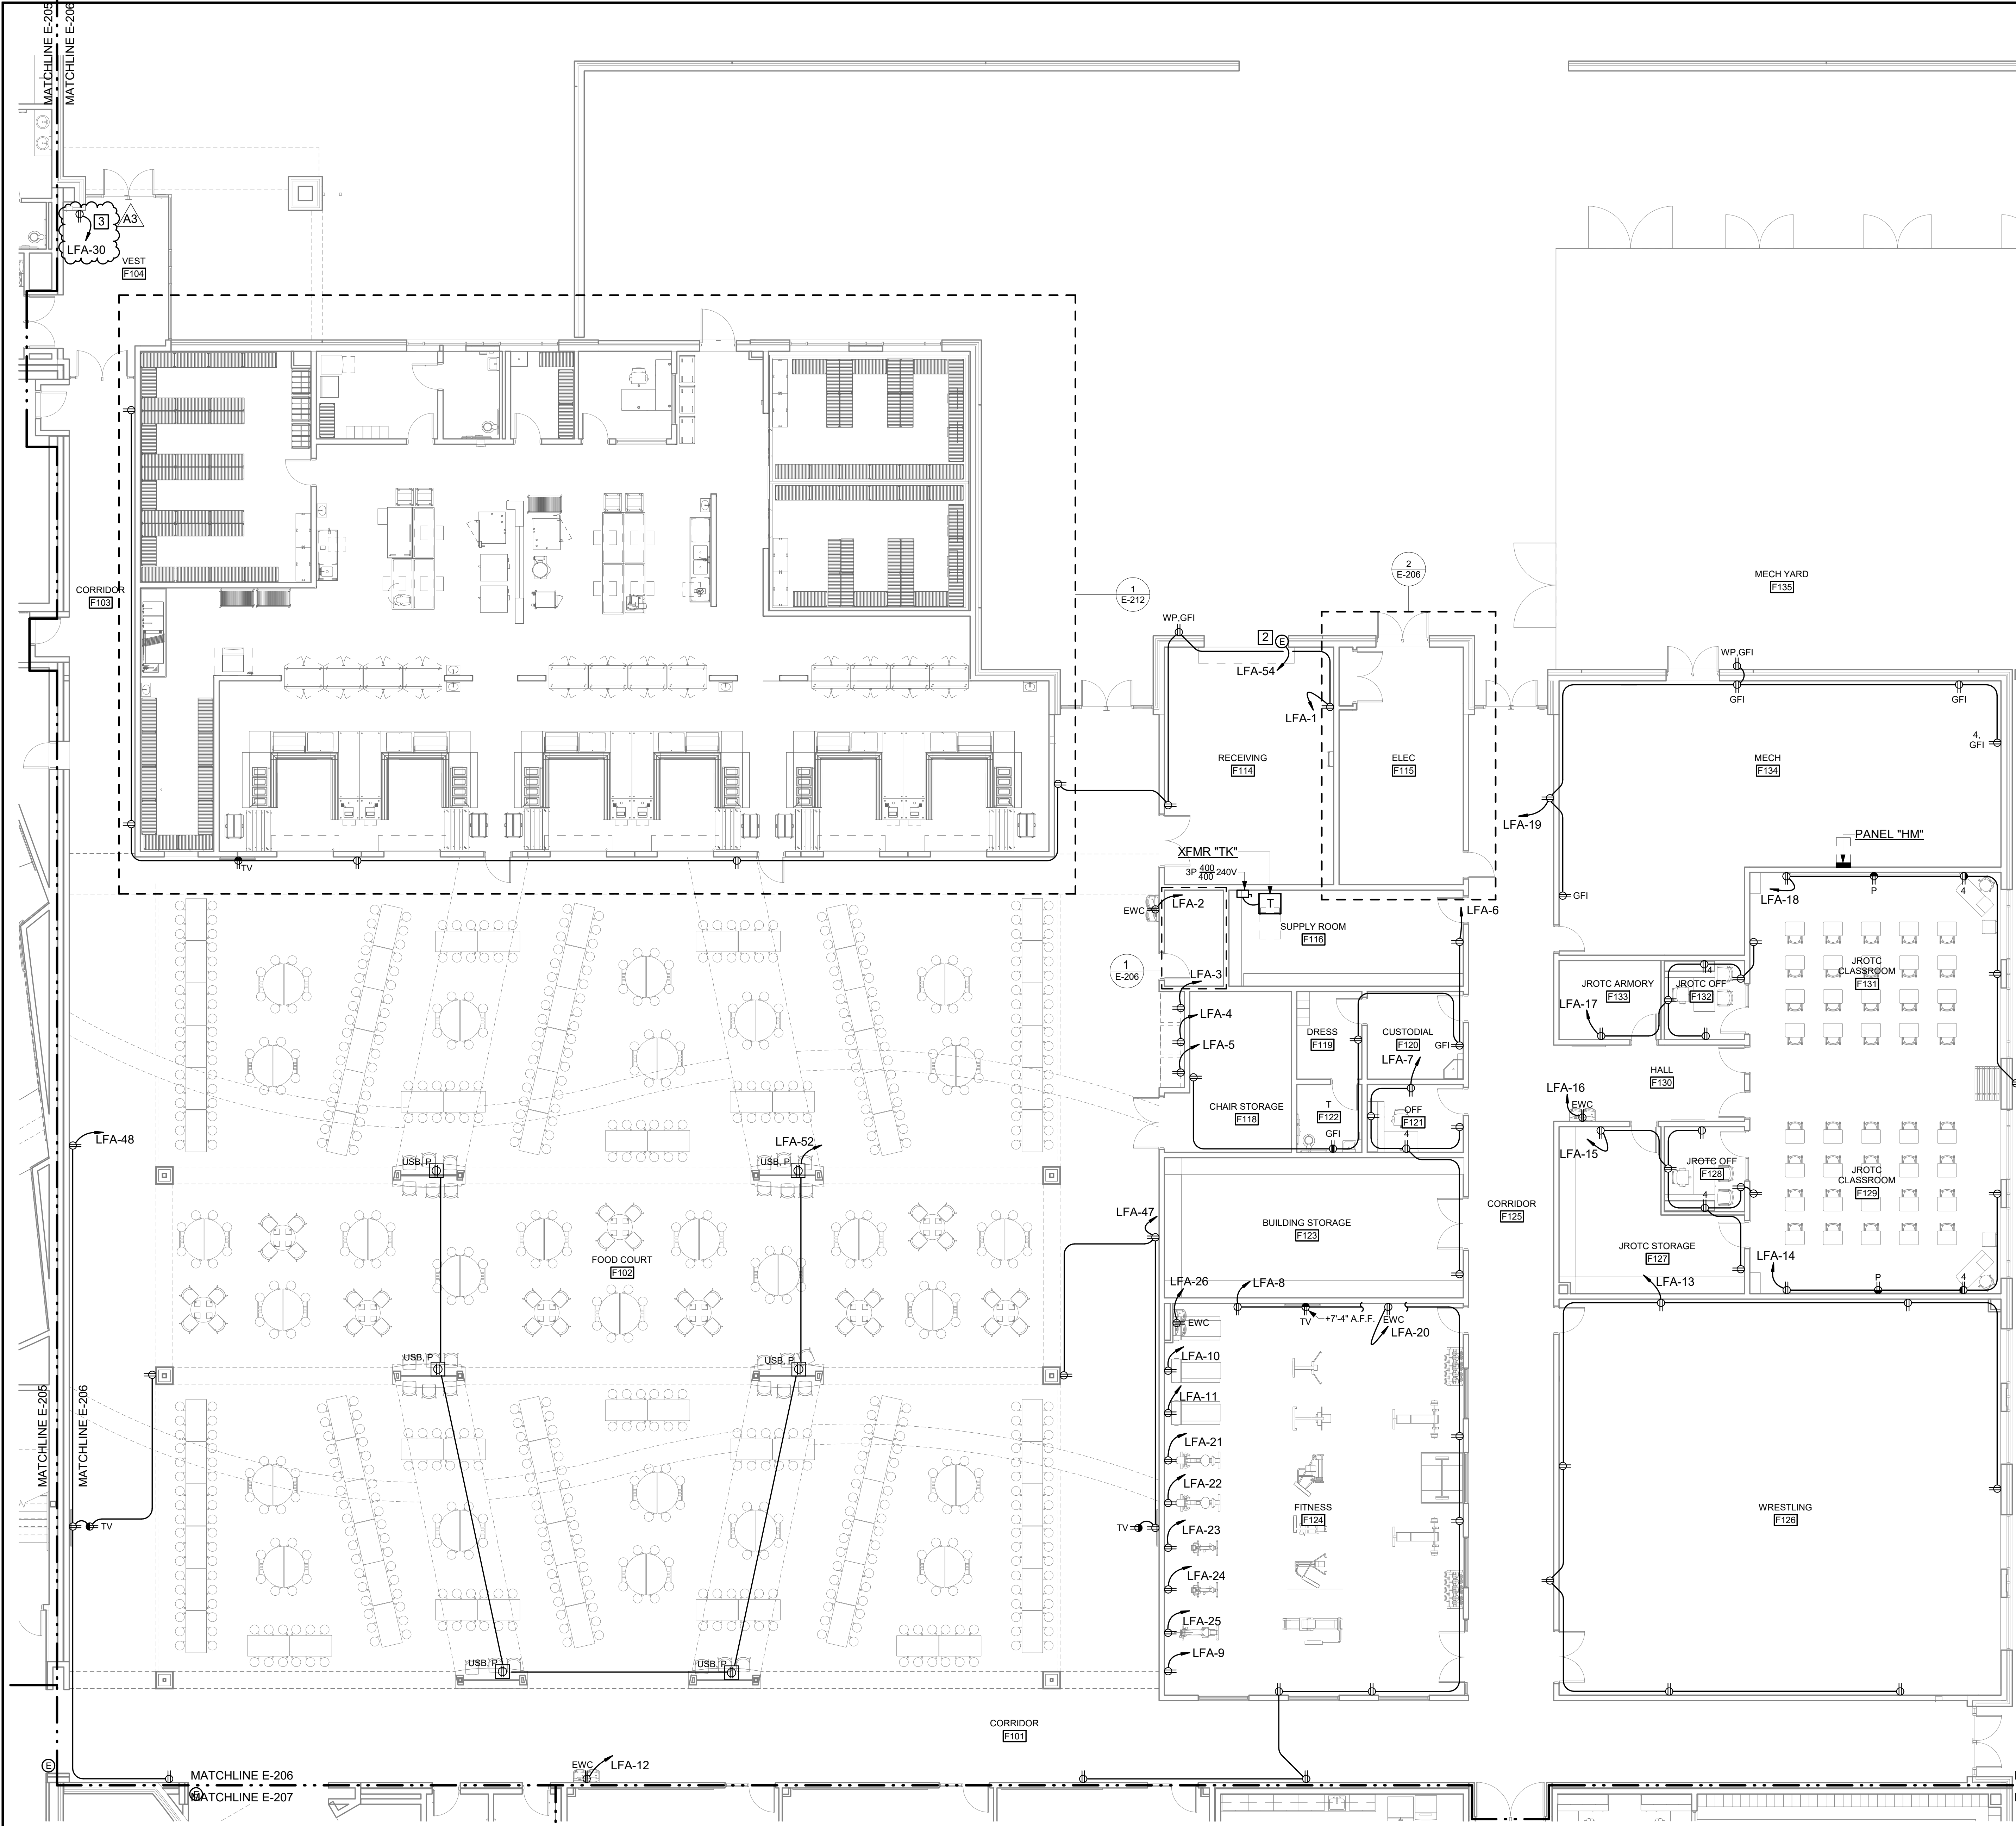 MATCHLINE E-205
MATCHLINE E-206
3
A3
LFA-30
VEST
F104
CORRIDOR
F103
1
E-212
2
E-206
WP,GFI
2
E
LFA-54
LFA-1
RECEIVING
F114
ELEC
F115
MECH YARD
F135
WP,GFI
GFI
GFI
4,
GFI
MECH
F134
LFA-19
PANEL "HM"
GFI
TV
XFMR "TK"
3P 400 240V
400
T
EWC
LFA-2
LFA-6
SUPPLY ROOM
F116
1
E-206
LFA-3
LFA-4
LFA-5
DRESS
F119
CUSTODIAL
F120
GFI
LFA-7
CHAIR STORAGE
F118
T
F122
GFI
OFF
F121
4
LFA-18
P
4
JROTC
CLASSROOM
F131
JROTC ARMORY
F133
4
JROTC OFF
F132
LFA-17
HALL
F130
LFA-16
EWC
LFA-15
JROTC OFF
F128
4
JROTC
CLASSROOM
F129
JROTC STORAGE
F127
LFA-14
P
4
LFA-13
LFA-48
LFA-52
USB, P
USB, P
FOOD COURT
F102
USB, P
USB, P
USB, P
USB, P
LFA-47
BUILDING STORAGE
F123
CORRIDOR
F125
LFA-26
EWC
LFA-8
TV
+7'-4" A.F.F.
EWC
LFA-20
LFA-10
LFA-11
LFA-21
LFA-22
LFA-23
LFA-24
LFA-25
LFA-9
FITNESS
F124
WRESTLING
F126
TV
TV
MATCHLINE E-205
MATCHLINE E-206
CORRIDOR
F101
E
EWC
LFA-12
MATCHLINE E-206
MATCHLINE E-207